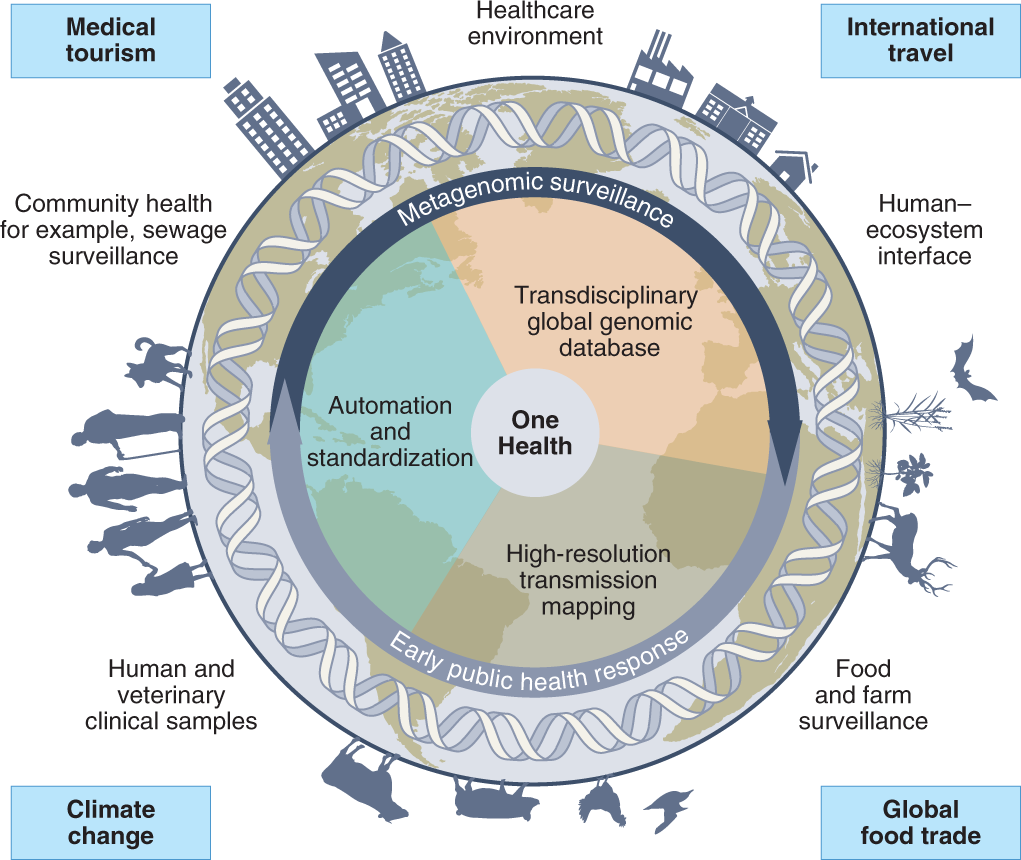 Medical
tourism
Healthcare
environment
International
travel
Community health
for example, sewage
surveillance
Human–
ecosystem
interface
Metagenomic surveillance
Transdisciplinary
global genomic
database
Automation
and
standardization
One
Health
High-resolution
transmission
mapping
Early public health response
Human and
veterinary
clinical samples
Food
and farm
surveillance
Climate
change
Global
food trade